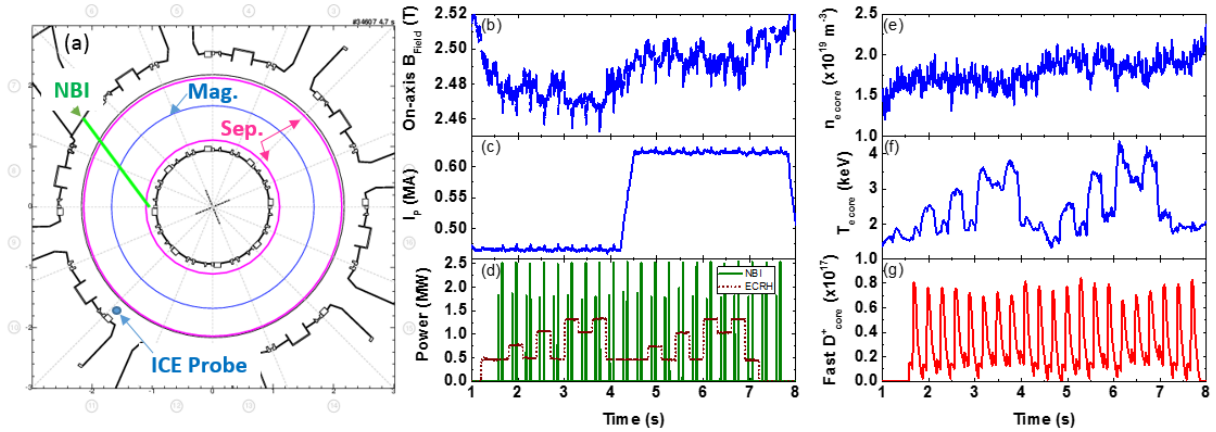 #34607 4.7 s
(a)
NBI
Mag.
Sep.
ICE Probe
-2
-1
0
1
2
(b)
On-axis B Field (T)
2.52
2.50
2.48
2.46
(c)
I P (MA)
0.60
0.55
0.50
(d)
NBI
ECRH
Power (MW)
2.5
2.0
1.5
1.0
0.5
0.0
1 2 3 4 5 6 7 8
Time (s)
(e)
n e core (x10 19 m -3)
2.5
2.0
1.5
1.0
(f)
T e core (keV)
4
3
2
1
(g)
Fast D + core (x10 17)
0.8
0.6
0.4
0.2
0.0
1 2 3 4 5 6 7 8
Time (s)